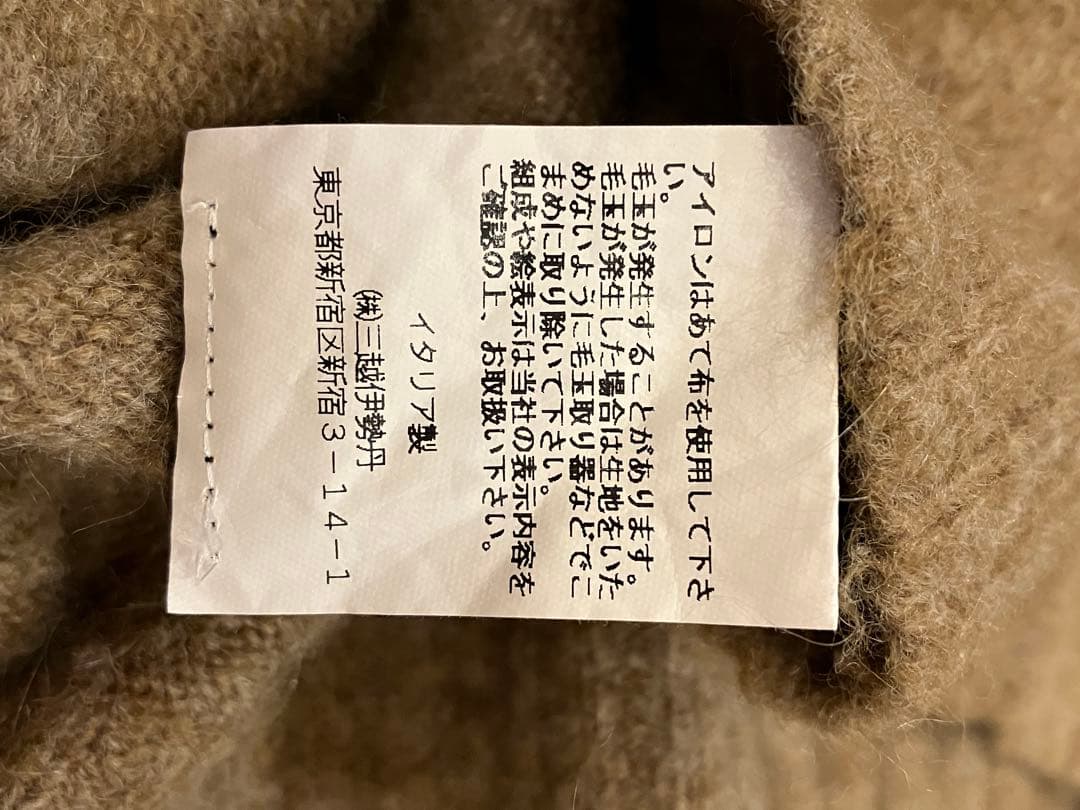 アイロンはあて布を使用して下さ
い。
毛玉が発生することがあります。
毛玉が発生した場合は生地をいた
めないように毛玉取り器などでこ
まめに取り除いて下さい。
組成や絵表示は当社の表示内容を
ご確認の上、お取扱い下さい。
イタリア製
㈱三越伊勢丹
東京都新宿区新宿３－１４－１